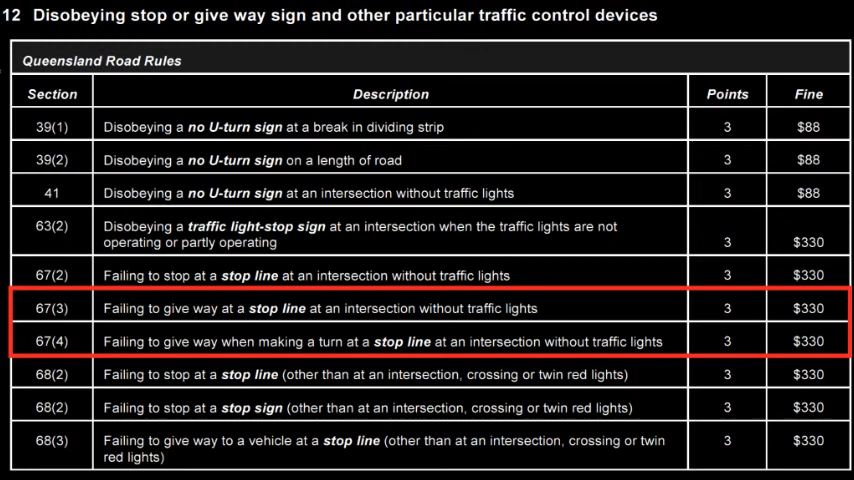 12 Disobeying stop or give way sign and other particular traffic control devices
Queensland Road Rules
Section Description Points Fine
39(1) Disobeying a no U-turn sign at a break in dividing strip 3 $88
39(2) Disobeying a no U-turn sign on a length of road 3 $88
41 Disobeying a no U-turn sign at an intersection without traffic lights 3 $88
63(2) Disobeying a traffic light-stop sign at an intersection when the traffic lights are not
operating or partly operating 3 $330
67(2) Failing to stop at a stop line at an intersection without traffic lights 3 $330
67(3) Failing to give way at a stop line at an intersection without traffic lights 3 $330
67(4) Failing to give way when making a turn at a stop line at an intersection without traffic lights 3 $330
68(2) Failing to stop at a stop line (other than at an intersection, crossing or twin red lights) 3 $330
68(2) Failing to stop at a stop sign (other than at an intersection, crossing or twin red lights) 3 $330
68(3) Failing to give way to a vehicle at a stop line (other than at an intersection, crossing or twin 3 $330
red lights)